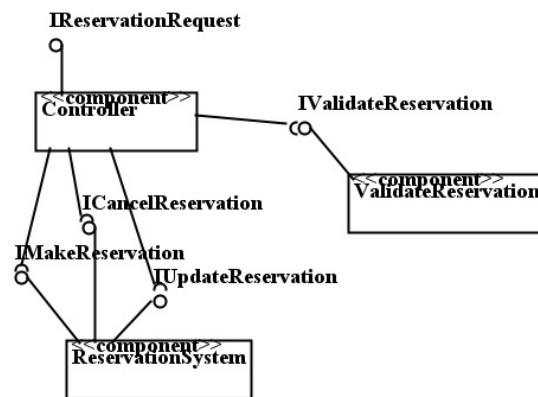 IReservationRequest
<<component>>
Controller
IValidateReservation
<<component>>
ValidateReservation
ICancelReservation
IMakeReservation
IUpdateReservation
<<component>>
ReservationSystem